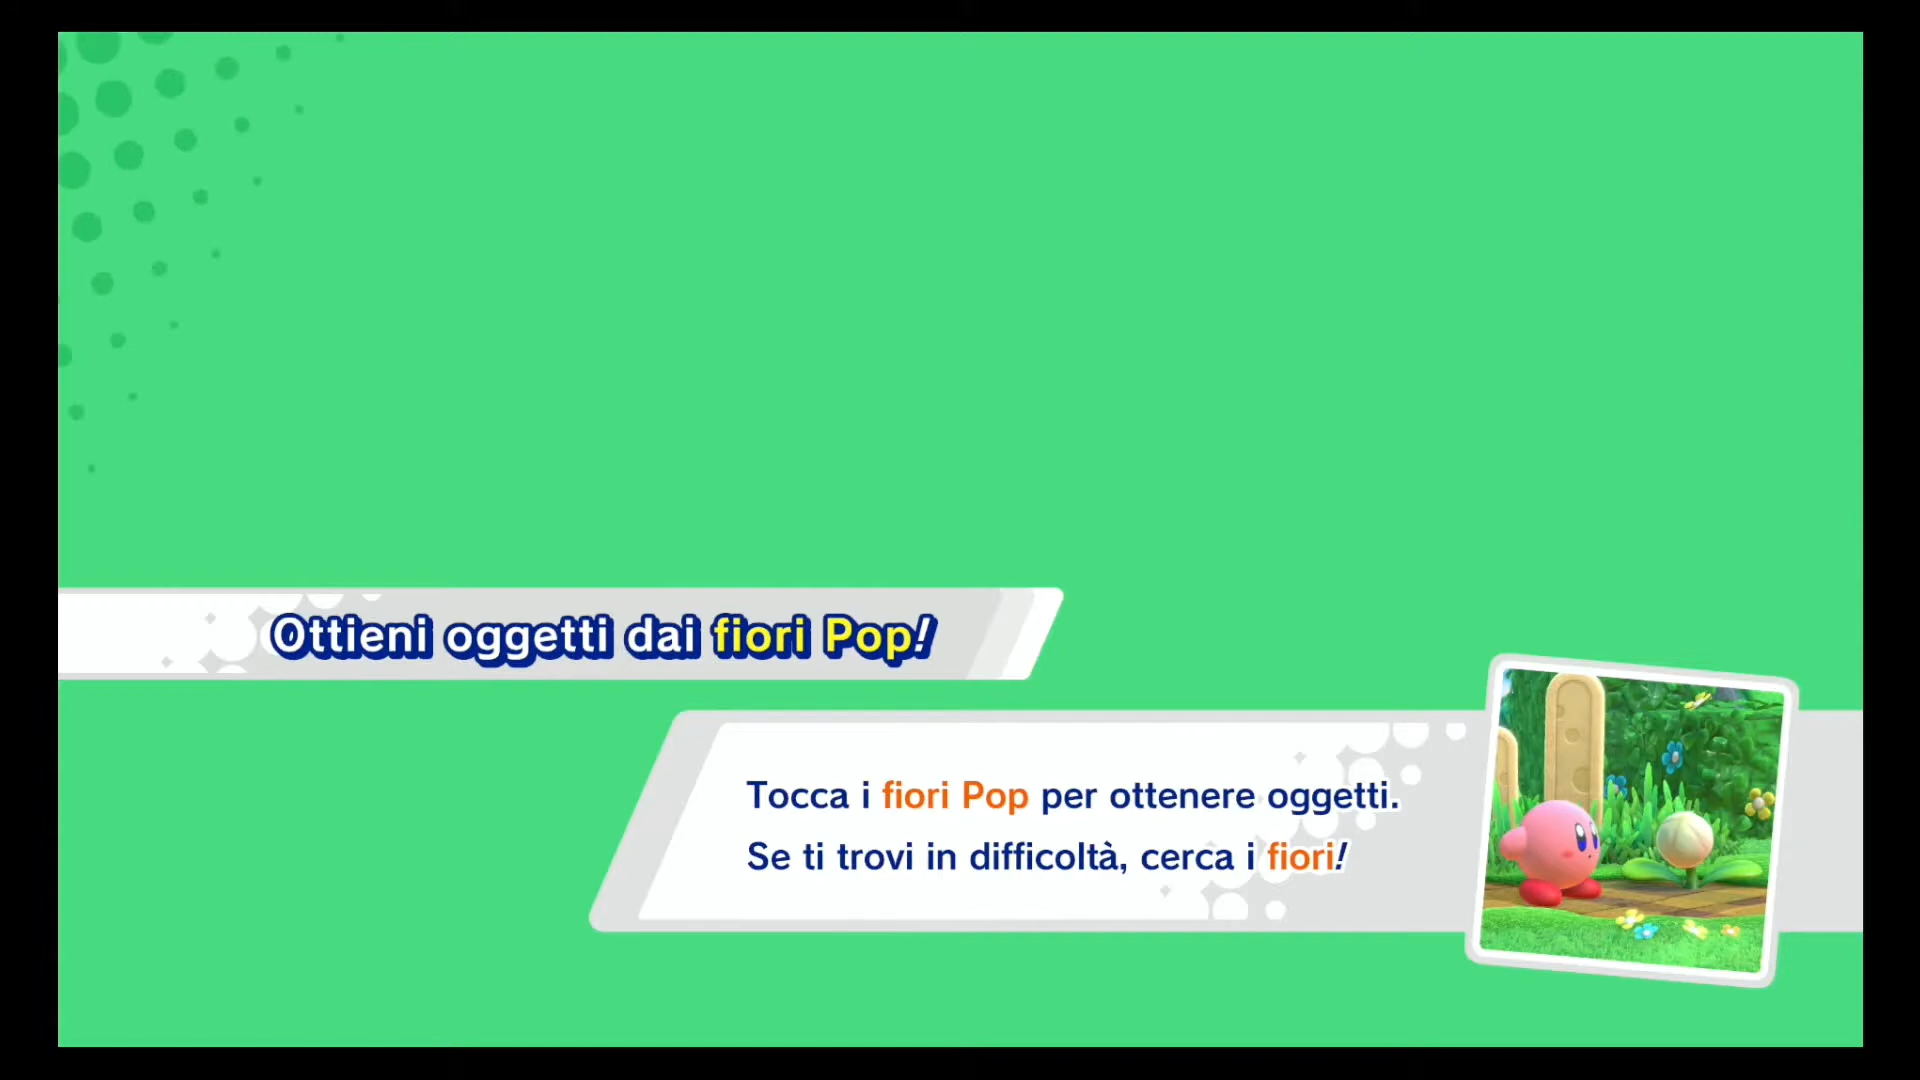 Ottieni oggetti dai fiori Pop!
Tocca i fiori Pop per ottenere oggetti.
Se ti trovi in difficoltà, cerca i fiori!